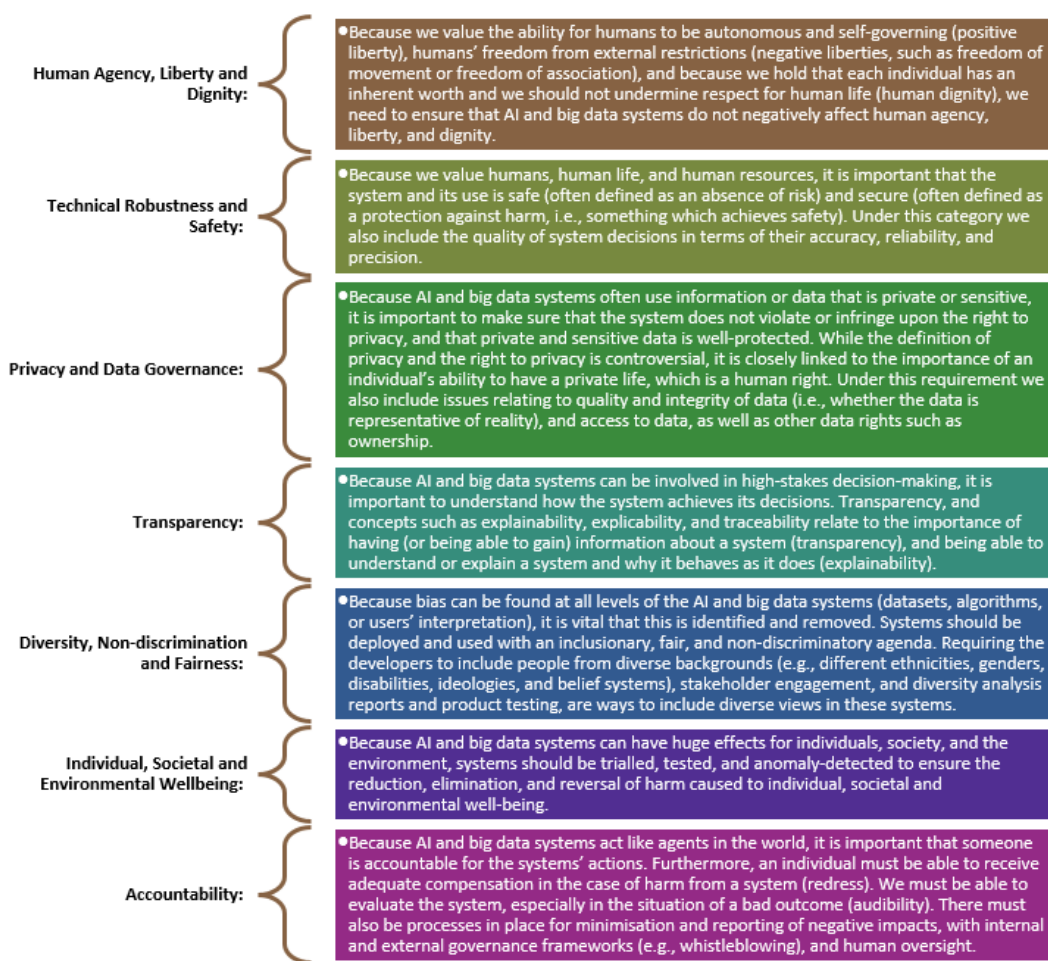 Human Agency, Liberty and
Dignity:
•Because we value the ability for humans to be autonomous and self-governing (positive
liberty), humans' freedom from external restrictions (negative liberties, such as freedom of
movement or freedom of association), and because we hold that each individual has an
inherent worth and we should not undermine respect for human life (human dignity), we
need to ensure that AI and big data systems do not negatively affect human agency,
liberty, and dignity.
Technical Robustness and
Safety:
•Because we value humans, human life, and human resources, it is important that the
system and its use is safe (often defined as an absence of risk) and secure (often defined as
a protection against harm, i.e., something which achieves safety). Under this category we
also include the quality of system decisions in terms of their accuracy, reliability, and
precision.
Privacy and Data Governance:
•Because AI and big data systems often use information or data that is private or sensitive,
it is important to make sure that the system does not violate or infringe upon the right to
privacy, and that private and sensitive data is well-protected. While the definition of
privacy and the right to privacy is controversial, it is closely linked to the importance of an
individual's ability to have a private life, which is a human right. Under this requirement we
also include issues relating to quality and integrity of data (i.e., whether the data is
representative of reality), and access to data, as well as other data rights such as
ownership.
Transparency:
•Because AI and big data systems can be involved in high-stakes decision-making, it is
important to understand how the system achieves its decisions. Transparency, and
concepts such as explainability, explicability, and traceability relate to the importance of
having (or being able to gain) information about a system (transparency), and being able to
understand or explain a system and why it behaves as it does (explainability).
Diversity, Non-discrimination
and Fairness:
•Because bias can be found at all levels of the AI and big data systems (datasets, algorithms,
or users' interpretation), it is vital that this is identified and removed. Systems should be
deployed and used with an inclusionary, fair, and non-discriminatory agenda. Requiring the
developers to include people from diverse backgrounds (e.g., different ethnicities, genders,
disabilities, ideologies, and belief systems), stakeholder engagement, and diversity analysis
reports and product testing, are ways to include diverse views in these systems.
Individual, Societal and
Environmental Wellbeing:
•Because AI and big data systems can have huge effects for individuals, society, and the
environment, systems should be trialled, tested, and anomaly-detected to ensure the
reduction, elimination, and reversal of harm caused to individual, societal and
environmental well-being.
Accountability:
•Because AI and big data systems act like agents in the world, it is important that someone
is accountable for the systems' actions. Furthermore, an individual must be able to receive
adequate compensation in the case of harm from a system (redress). We must be able to
evaluate the system, especially in the situation of a bad outcome (audibility). There must
also be processes in place for minimisation and reporting of negative impacts, with internal
and external governance frameworks (e.g., whistleblowing), and human oversight.